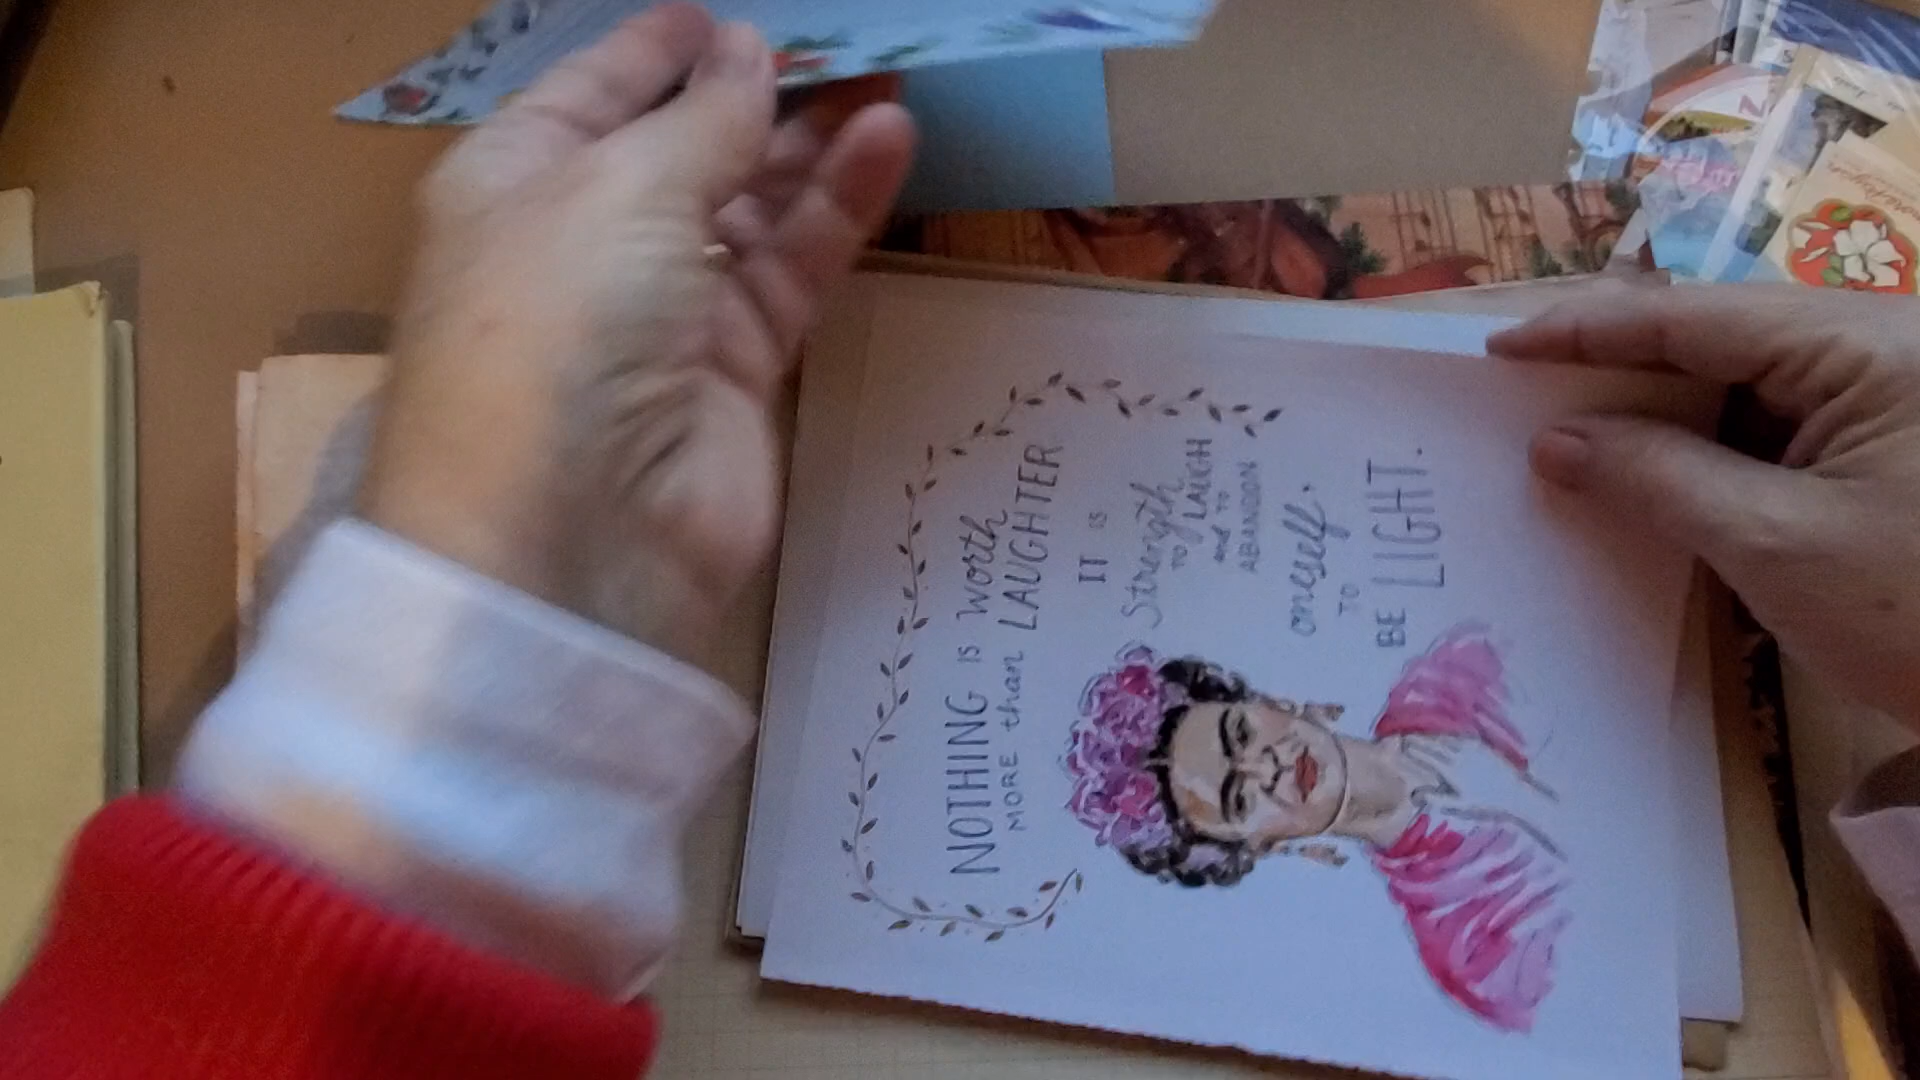 NOTHING IS worth
MORE than LAUGHTER
IT IS
Strength
TO LAUGH
and TO
ABANDON
oneself.
TO
BE LIGHT.